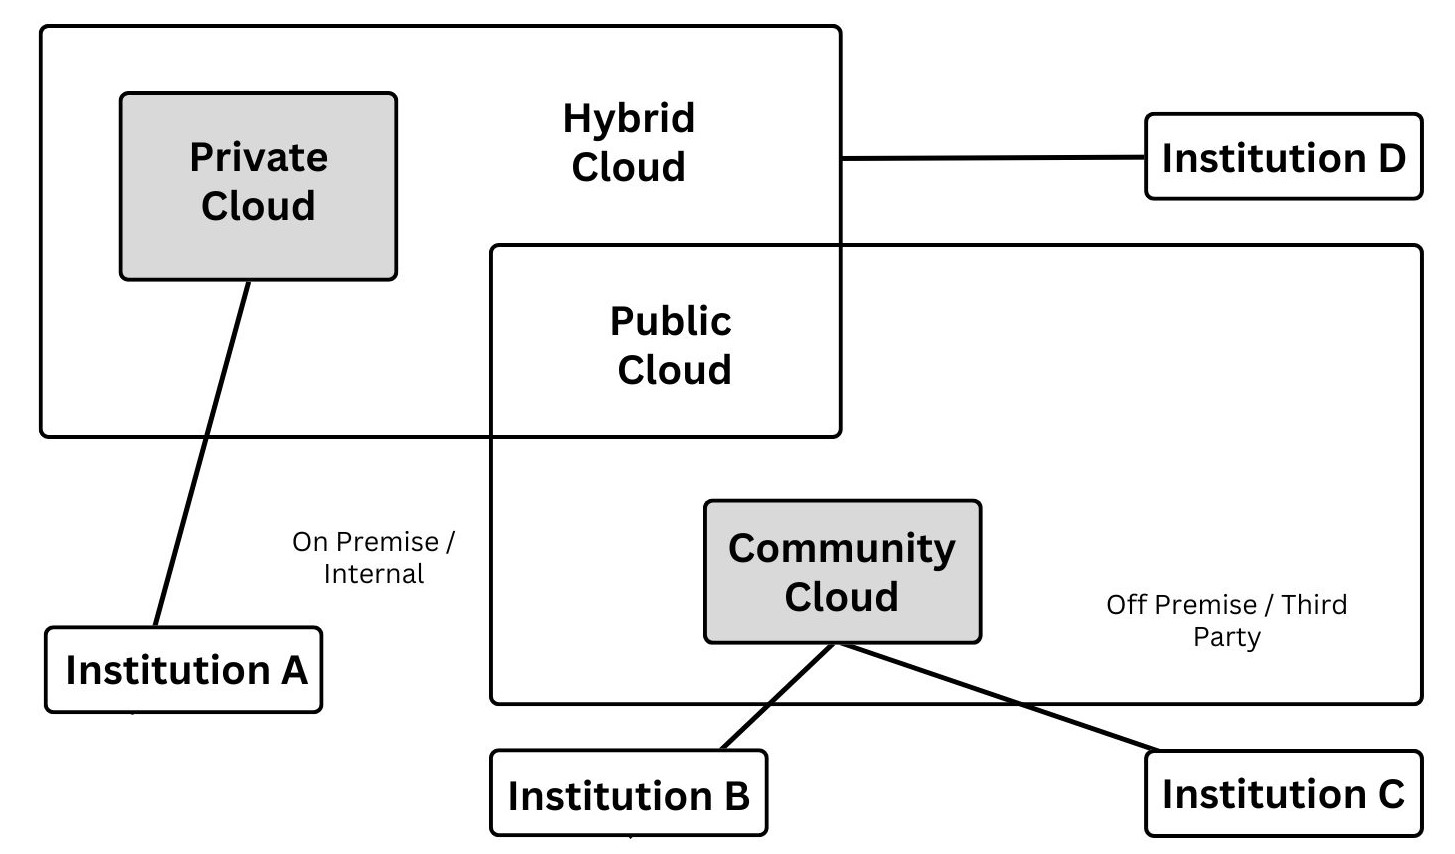 Hybrid
Cloud
Private
Cloud
Institution D
Public
Cloud
On Premise /
Internal
Community
Cloud
Off Premise / Third
Party
Institution A
Institution B
Institution C